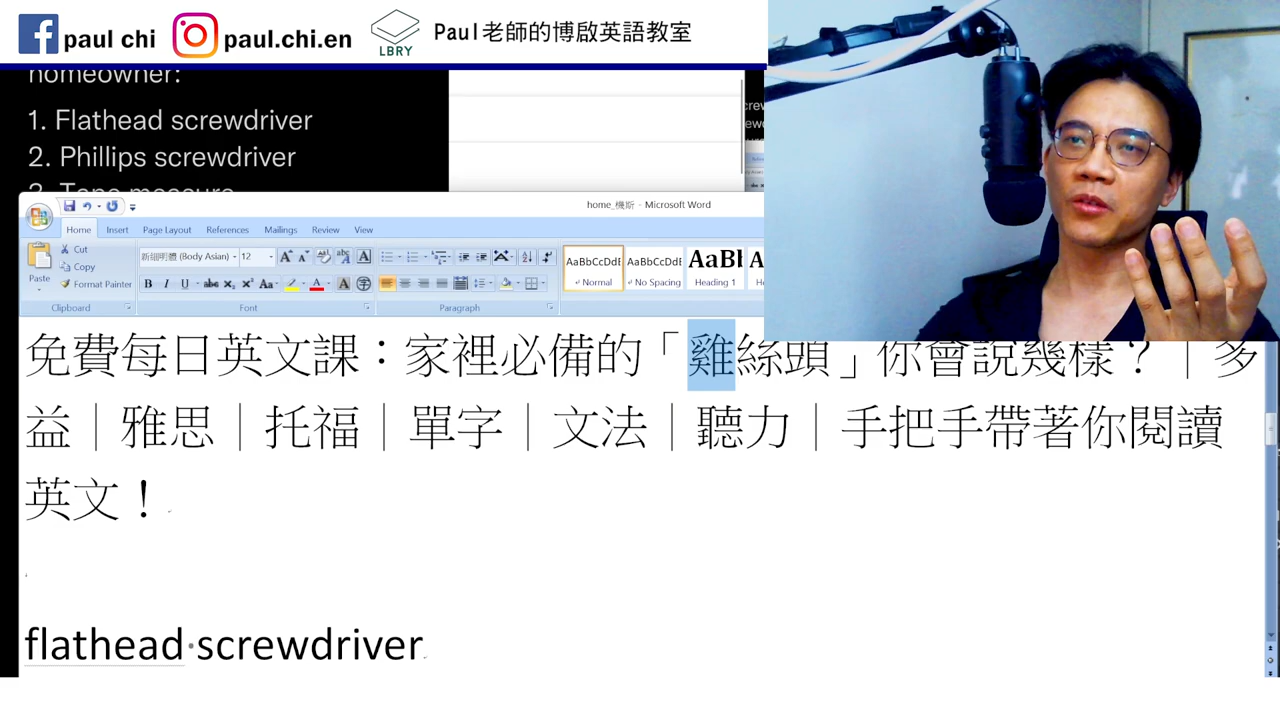 paul chi
paul.chi.en
LBRY
Paul老師的博啟英語教室
homeowner:
1. Flathead screwdriver
2. Phillips screwdriver
home_機斯 - Microsoft Word
Home Insert Page Layout References Mailings Review View
Paste
Cut
Copy
Format Painter
Clipboard
新細明體 (Body Asian) 12
Font
Paragraph
AaBbCcDdE AaBbCcDdE AaBb
Normal No Spacing Heading 1
免費每日英文課：家裡必備的「雞絲頭」你會說幾樣？｜多
益｜雅思｜托福｜單字｜文法｜聽力｜手把手帶著你閱讀
英文！
flathead screwdriver